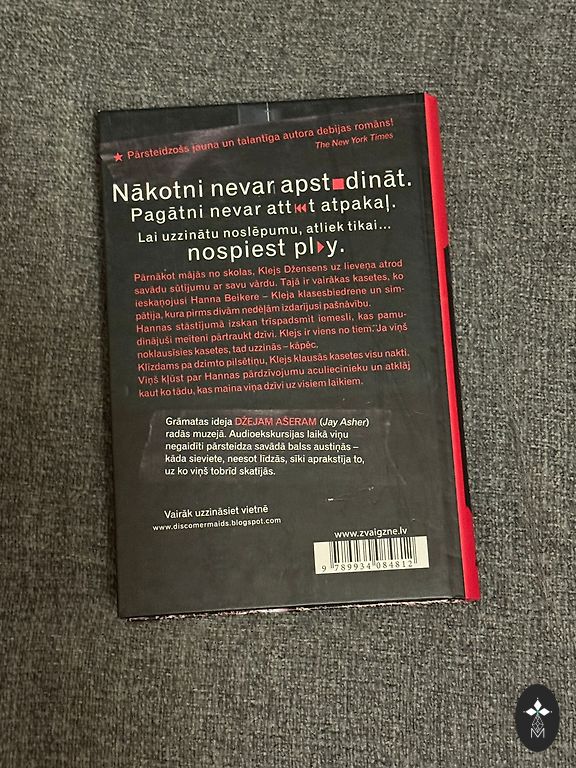 ★ Pārsteidzošs jauna un talantīga autora debijas romāns!
The New York Times
Nākotni nevar apst■dināt.
Pagātni nevar att⏮t atpakaļ.
Lai uzzinātu noslēpumu, atliek tikai...
nospiest pl▶y.
Pārnākot mājās no skolas, Klejs Džensens uz lieveņa atrod
savādu sūtījumu ar savu vārdu. Tajā ir vairākas kasetes, ko
ieskaņojusi Hanna Beikere – Kleja klasesbiedrene un sim-
pātija, kura pirms divām nedēļām izdarījusi pašnāvību.
Hannas stāstījumā izskan trīspadsmit iemesli, kas pamu-
dinājuši meiteni pārtraukt dzīvi. Klejs ir viens no tiem. Ja viņš
noklausīsies kasetes, tad uzzinās – kāpēc.
Klīzdams pa dzimto pilsētiņu, Klejs klausās kasetes visu nakti.
Viņš kļūst par Hannas pārdzīvojumu aculiecinieku un atklāj
kaut ko tādu, kas maina viņa dzīvi uz visiem laikiem.
Grāmatas ideja DŽEJAM AŠERAM (Jay Asher)
radās muzejā. Audioekskursijas laikā viņu
negaidīti pārsteidza savādā balss austiņās –
kāda sieviete, neesot līdzās, sīki aprakstīja to,
uz ko viņš tobrīd skatījās.
Vairāk uzzināsiet vietnē
www.discomermaids.blogspot.com
www.zvaigzne.lv
9 789934 084812
M